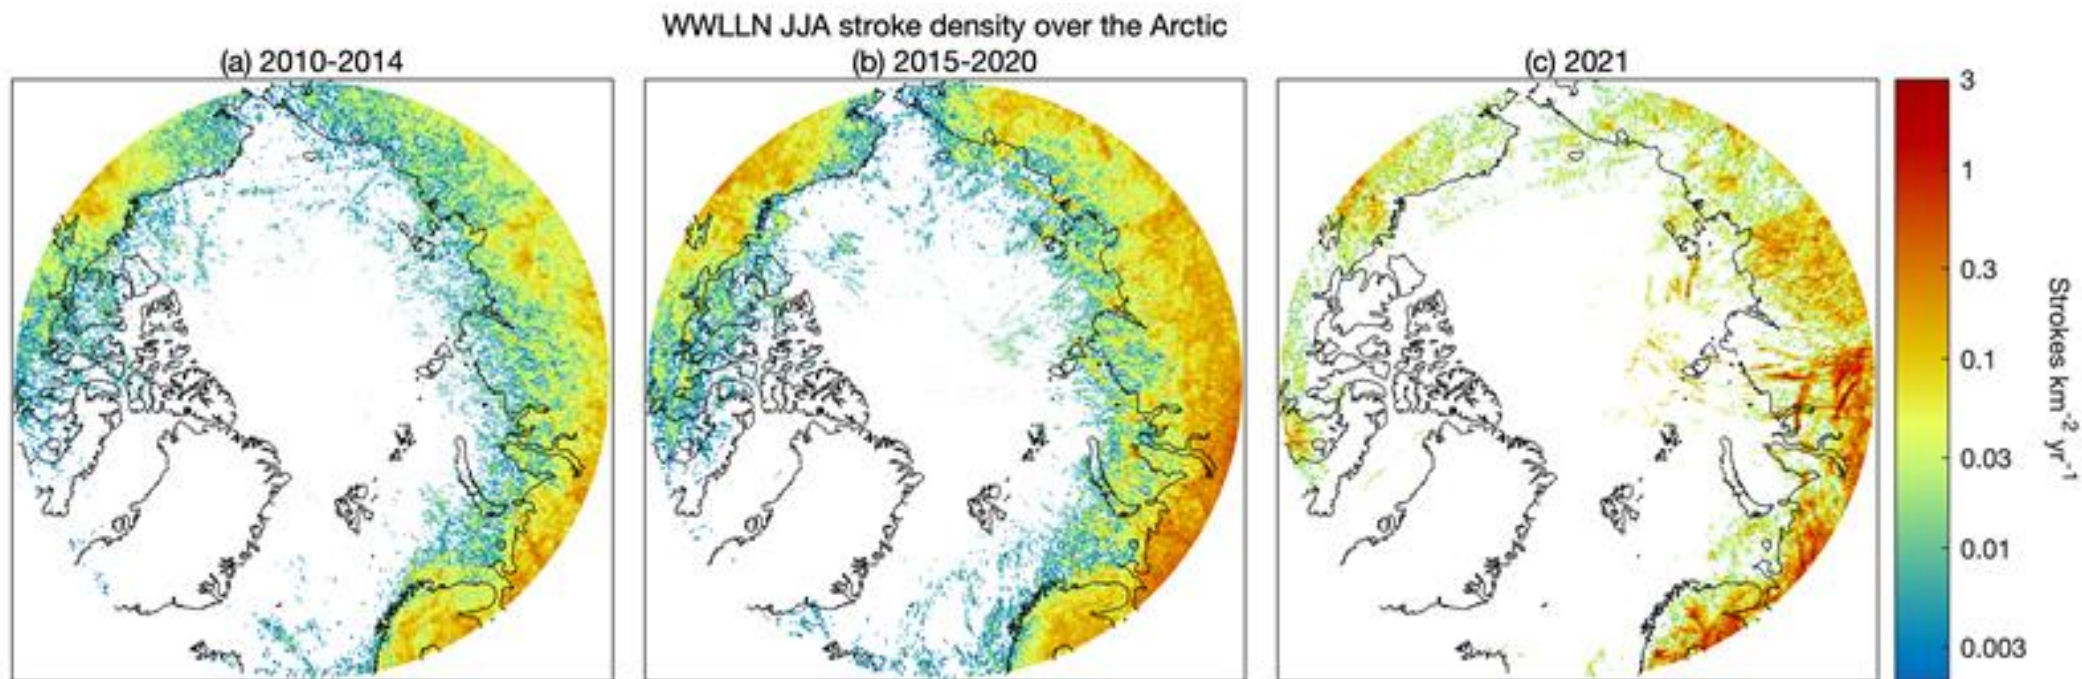 WWLLN JJA stroke density over the Arctic
(a) 2010-2014
(b) 2015-2020
(c) 2021
3
1
0.3
0.1
0.03
0.01
0.003
Strokes km⁻² yr⁻¹